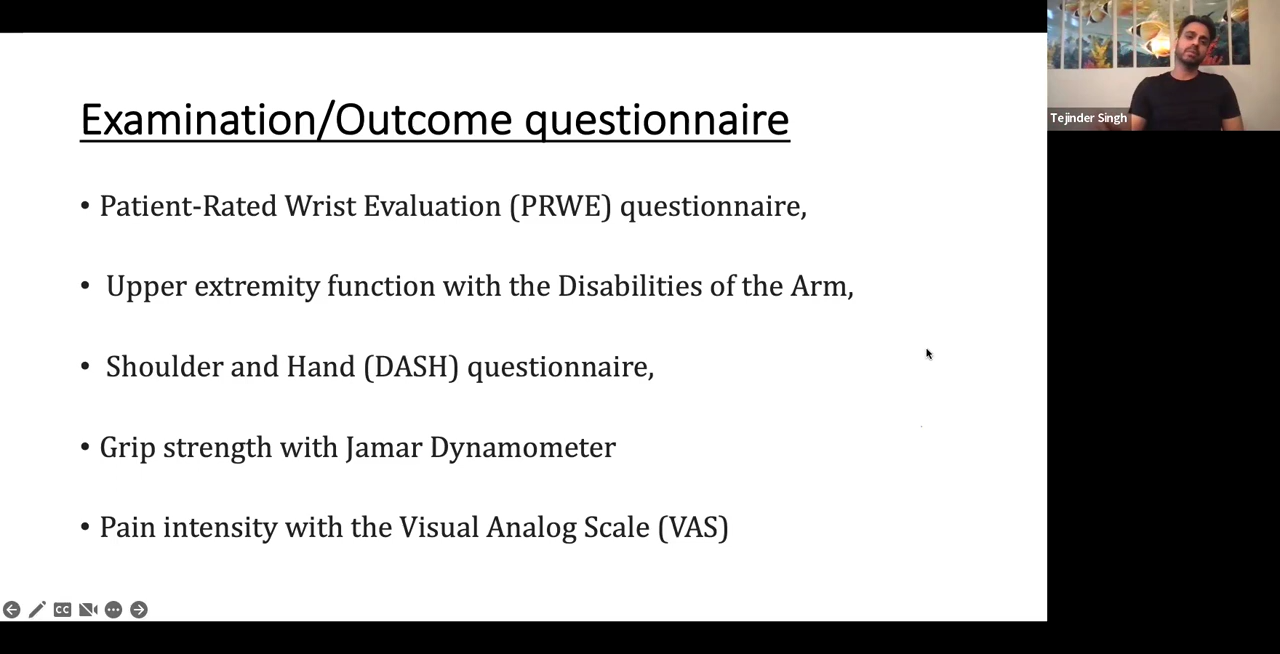 Examination/Outcome questionnaire
• Patient-Rated Wrist Evaluation (PRWE) questionnaire,
• Upper extremity function with the Disabilities of the Arm,
• Shoulder and Hand (DASH) questionnaire,
• Grip strength with Jamar Dynamometer
• Pain intensity with the Visual Analog Scale (VAS)
Tejinder Singh
CC